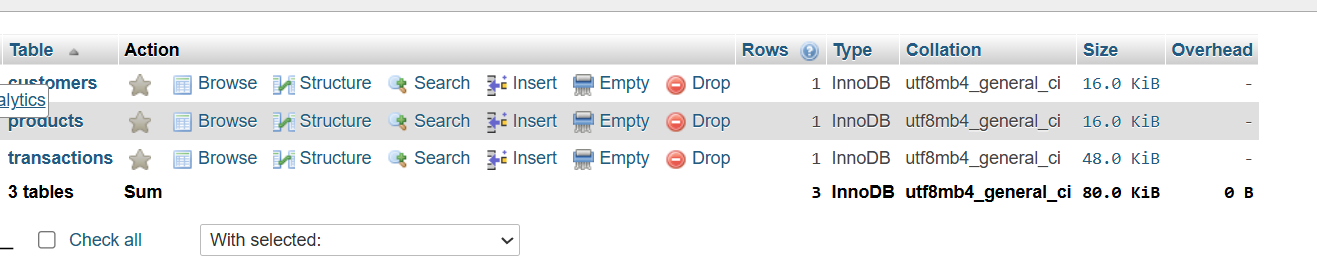 Table Action Rows Type Collation Size Overhead
customers Browse Structure Search Insert Empty Drop 1 InnoDB utf8mb4_general_ci 16.0 KiB -
alytics
products Browse Structure Search Insert Empty Drop 1 InnoDB utf8mb4_general_ci 16.0 KiB -
transactions Browse Structure Search Insert Empty Drop 1 InnoDB utf8mb4_general_ci 48.0 KiB -
3 tables Sum 3 InnoDB utf8mb4_general_ci 80.0 KiB 0 B
Check all With selected: